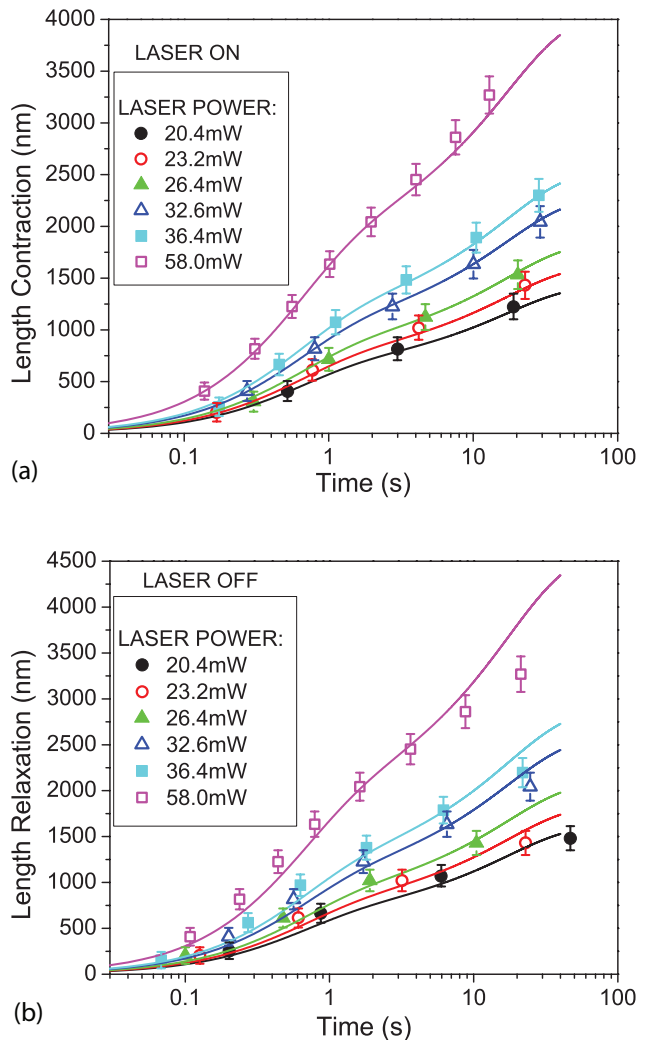 4000
3500
3000
2500
2000
1500
1000
500
0
Length Contraction (nm)
LASER ON
LASER POWER:
20.4mW
23.2mW
26.4mW
32.6mW
36.4mW
58.0mW
0.1
1
10
100
Time (s)
(a)
4500
4000
3500
3000
2500
2000
1500
1000
500
0
Length Relaxation (nm)
LASER OFF
LASER POWER:
20.4mW
23.2mW
26.4mW
32.6mW
36.4mW
58.0mW
0.1
1
10
100
Time (s)
(b)